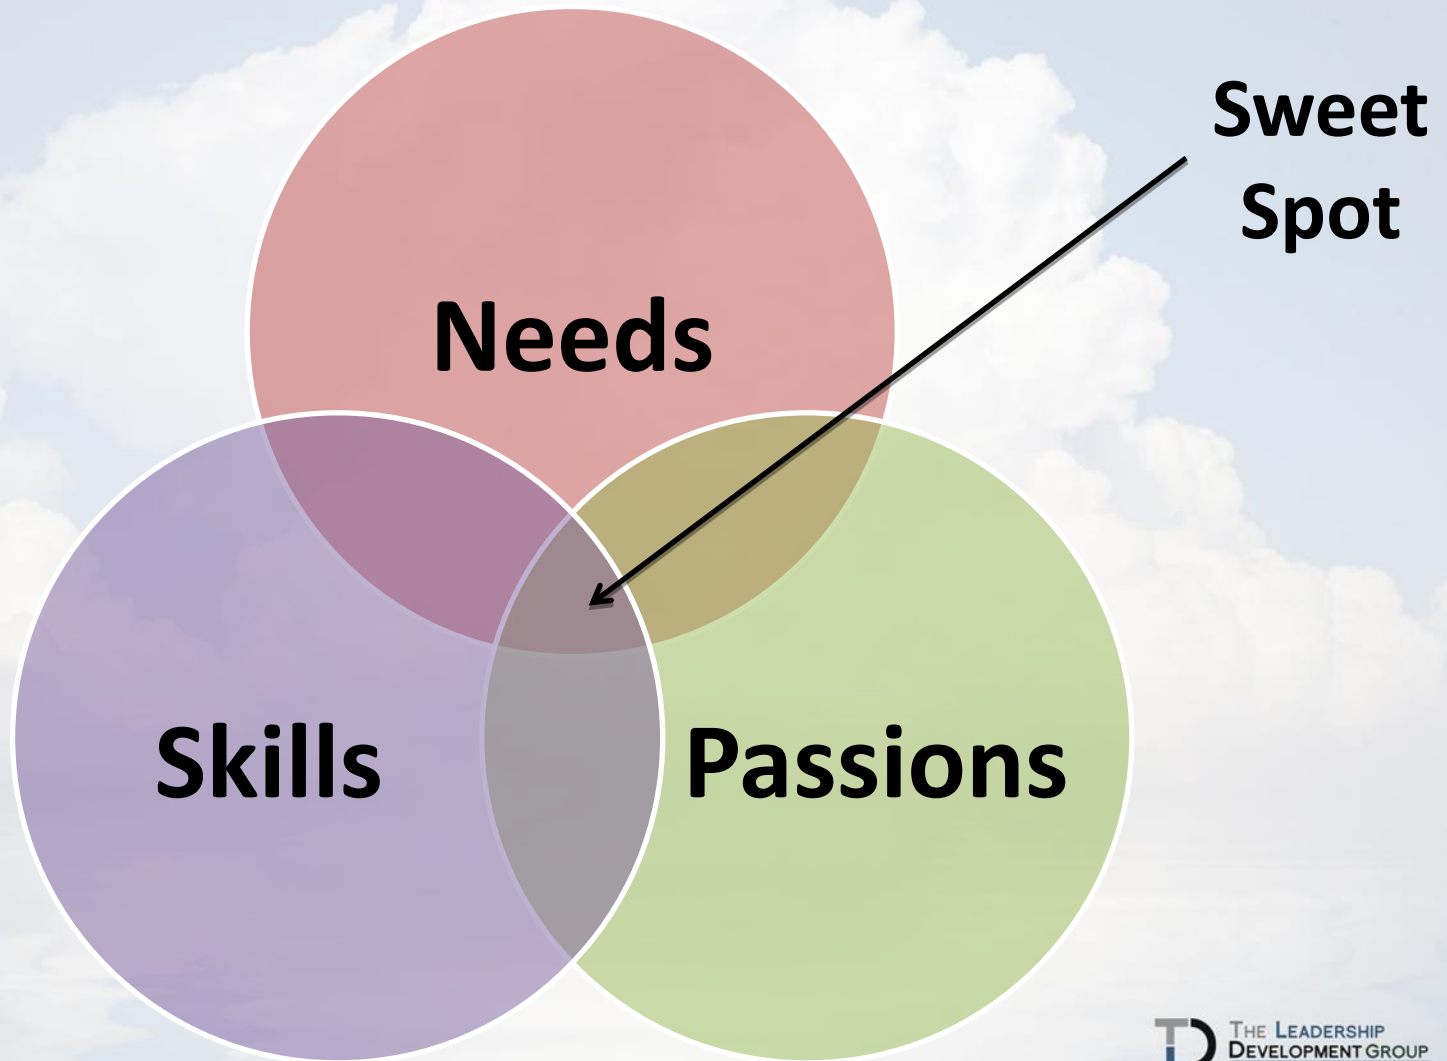 Sweet
Spot
Needs
Skills
Passions
THE LEADERSHIP
DEVELOPMENT GROUP